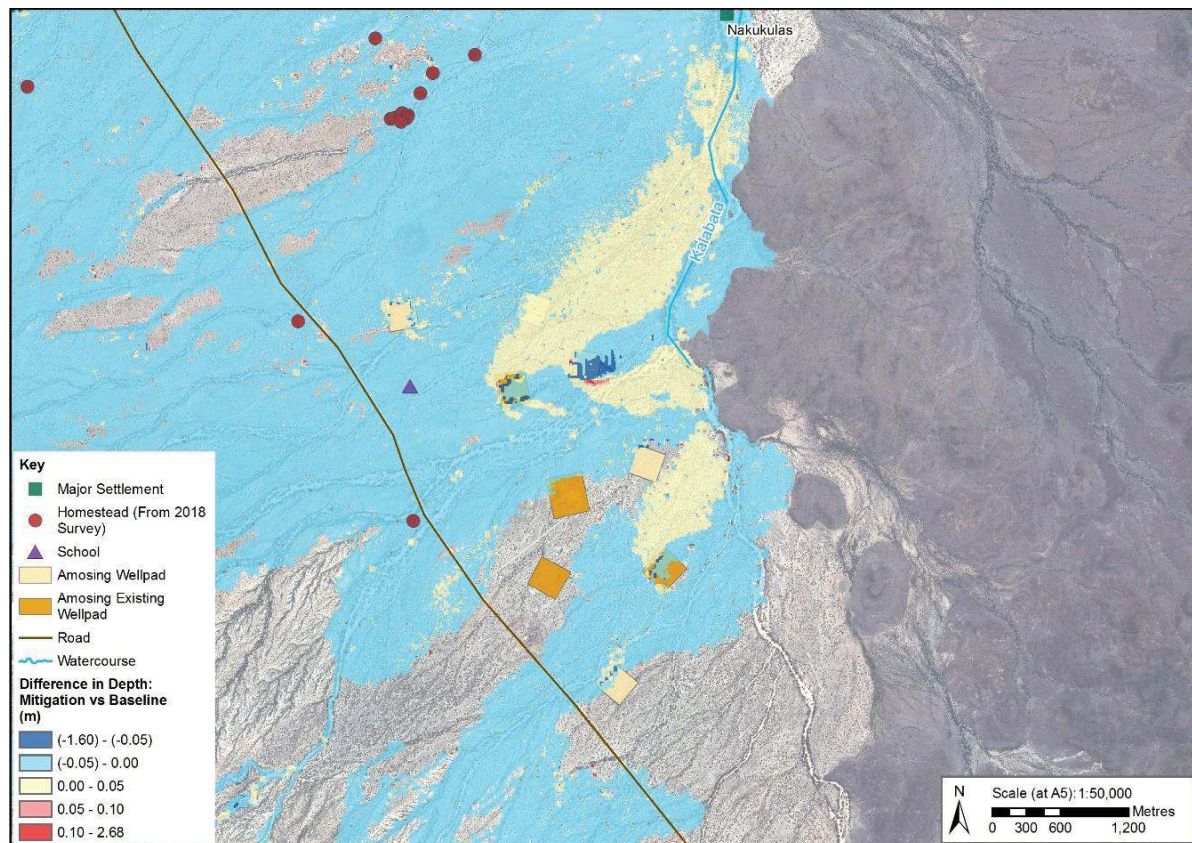 Nakukulas
Kalabata
Key
Major Settlement
Homestead (From 2018
Survey)
School
Amosing Wellpad
Amosing Existing
Wellpad
Road
Watercourse
Difference in Depth:
Mitigation vs Baseline
(m)
(-1.60) - (-0.05)
(-0.05) - 0.00
0.00 - 0.05
0.05 - 0.10
0.10 - 2.68
N
Scale (at A5): 1:50,000
Metres
0 300 600 1,200